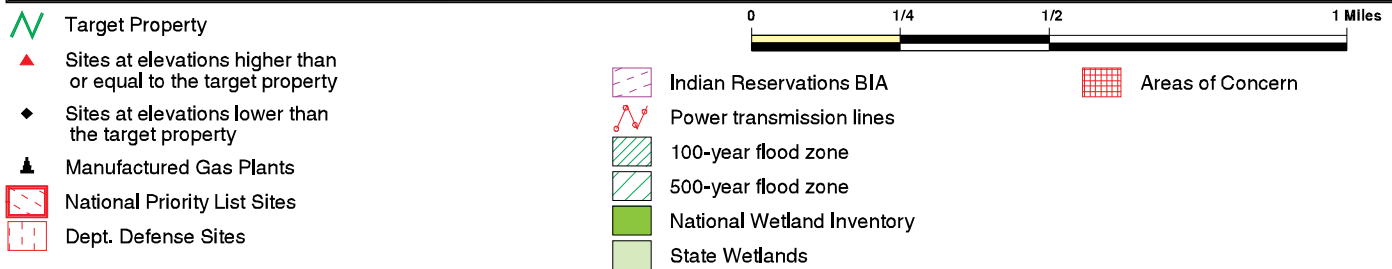 0 1/4 1/2 1 Miles
Target Property
Sites at elevations higher than
or equal to the target property
Sites at elevations lower than
the target property
Manufactured Gas Plants
National Priority List Sites
Dept. Defense Sites
Indian Reservations BIA
Power transmission lines
100-year flood zone
500-year flood zone
National Wetland Inventory
State Wetlands
Areas of Concern